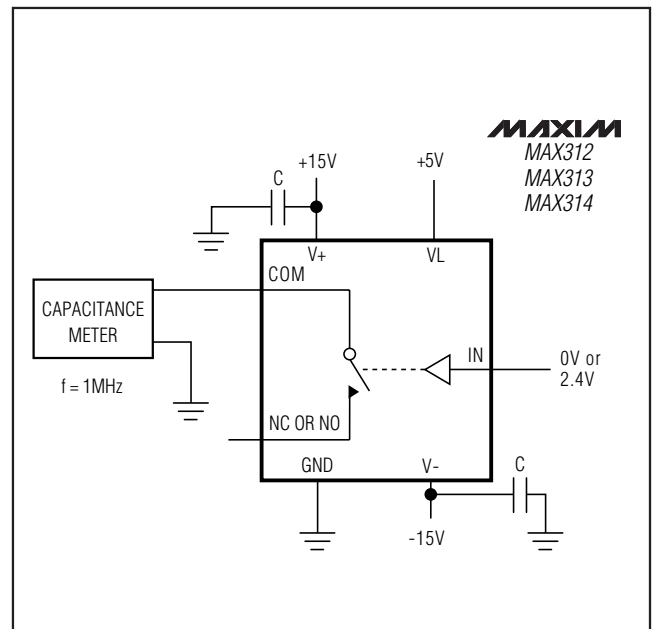 MAXIM
MAX312
MAX313
MAX314
+15V
+5V
C
V+
VL
COM
CAPACITANCE
METER
f = 1MHz
IN
0V or
2.4V
NC OR NO
GND
V-
C
-15V